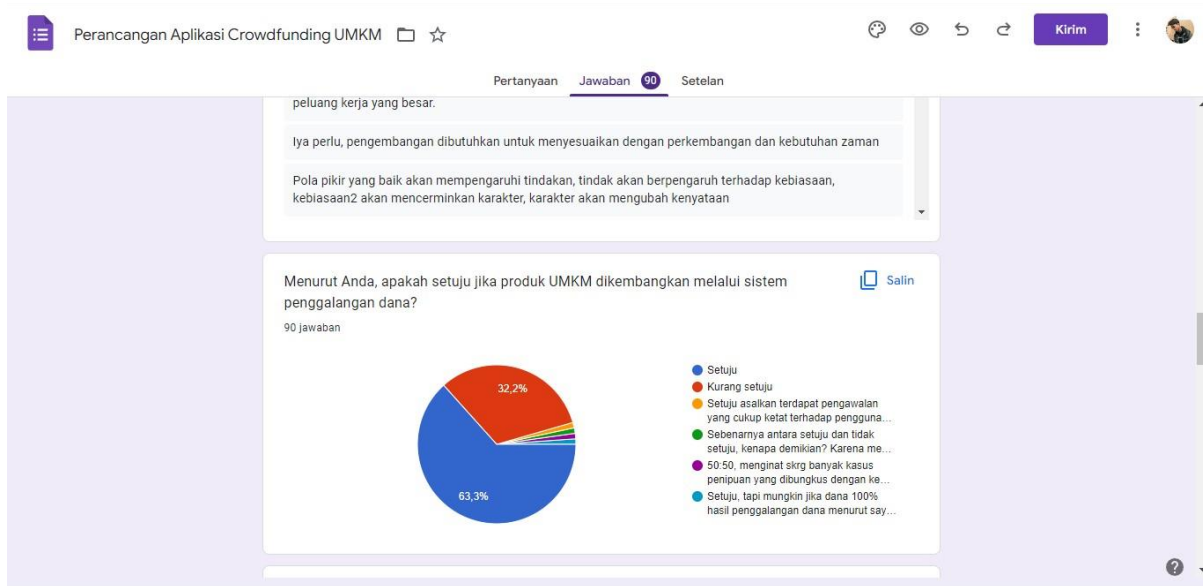 Perancangan Aplikasi Crowdfunding UMKM
Kirim
Pertanyaan Jawaban 90 Setelan
peluang kerja yang besar.
Iya perlu, pengembangan dibutuhkan untuk menyesuaikan dengan perkembangan dan kebutuhan zaman
Pola pikir yang baik akan mempengaruhi tindakan, tindak akan berpengaruh terhadap kebiasaan,
kebiasaan2 akan mencerminkan karakter, karakter akan mengubah kenyataan
Menurut Anda, apakah setuju jika produk UMKM dikembangkan melalui sistem
penggalangan dana?
Salin
90 jawaban
32,2%
63,3%
Setuju
Kurang setuju
Setuju asalkan terdapat pengawalan
yang cukup ketat terhadap pengguna...
Sebenarnya antara setuju dan tidak
setuju, kenapa demikian? Karena me...
50:50, menginat skrg banyak kasus
penipuan yang dibungkus dengan ke...
Setuju, tapi mungkin jika dana 100%
hasil penggalangan dana menurut say...